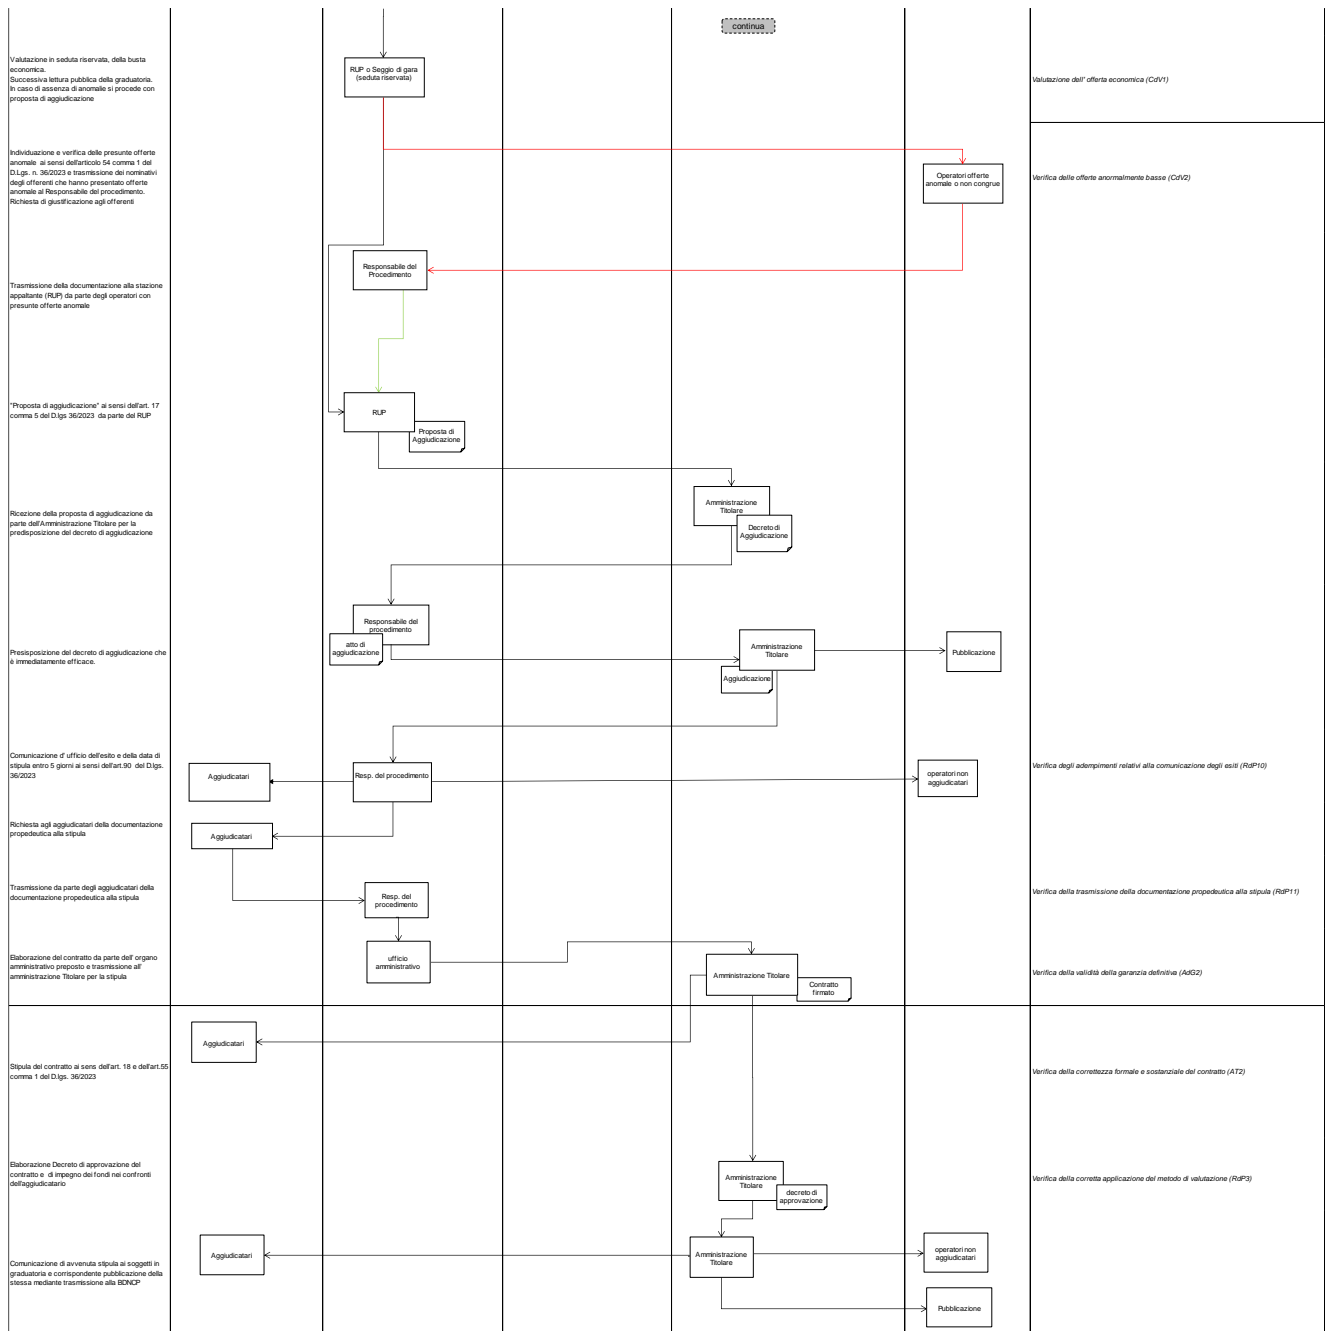 continua
Valutazione in seduta riservata, della busta
economica.
Successiva lettura pubblica della graduatoria.
In caso di assenza di anomalie si procede con
proposta di aggiudicazione
RUP o Seggio di gara
(seduta riservata)
Valutazione dell' offerta economica (CdV1)
Individuazione e verifica delle presunte offerte
anomale ai sensi dell'articolo 54 comma 1 del
D.Lgs. n. 36/2023 e trasmissione dei nominativi
degli offerenti che hanno presentato offerte
anomale al Responsabile del procedimento.
Richiesta di giustificazione agli offerenti
Operatori offerte
anomale o non congrue
Verifica delle offerte anormalmente basse (CdV2)
Responsabile del
Procedimento
Trasmissione della documentazione alla stazione
appaltante (RUP) da parte degli operatori con
presunte offerte anomale
"Proposta di aggiudicazione" ai sensi dell'art. 17
comma 5 del D.lgs 36/2023 da parte del RUP
RUP
Proposta di
Aggiudicazione
Ricezione della proposta di aggiudicazione da
parte dell'Amministrazione Titolare per la
predisposizione del decreto di aggiudicazione
Amministrazione
Titolare
Decreto di
Aggiudicazione
Responsabile del
procedimento
atto di
aggiudicazione
Presisposizione del decreto di aggiudicazione che
è immediatamente efficace.
Amministrazione
Titolare
Aggiudicazione
Pubblicazione
Comunicazione d' ufficio dell'esito e della data di
stipula entro 5 giorni ai sensi dell'art.90 del D.lgs.
36/2023
Aggiudicatari
Resp. del procedimento
operatori non
aggiudicatari
Verifica degli adempimenti relativi alla comunicazione degli esiti (RdP10)
Richiesta agli aggiudicatari della documentazione
propedeutica alla stipula
Aggiudicatari
Trasmissione da parte degli aggiudicatari della
documentazione propedeutica alla stipula
Resp. del
procedimento
Verifica della trasmissione della documentazione propedeutica alla stipula (RdP11)
Elaborazione del contratto da parte dell' organo
amministrativo preposto e trasmissione all'
amministrazione Titolare per la stipula
ufficio
amministrativo
Amministrazione Titolare
Contratto
firmato
Verifica della validità della garanzia definitiva (AdG2)
Aggiudicatari
Stipula del contratto ai sens dell'art. 18 e dell'art.55
comma 1 del D.lgs. 36/2023
Verifica della correttezza formale e sostanziale del contratto (AT2)
Elaborazione Decreto di approvazione del
contratto e di impegno dei fondi nei confronti
dell'aggiudicatario
Amministrazione
Titolare
decreto di
approvazione
Verifica della corretta applicazione del metodo di valutazione (RdP3)
Aggiudicatari
Amministrazione
Titolare
operatori non
aggiudicatari
Comunicazione di avvenuta stipula ai soggetti in
graduatoria e corrispondente pubblicazione della
stessa mediante trasmissione alla BDNCP
Pubblicazione